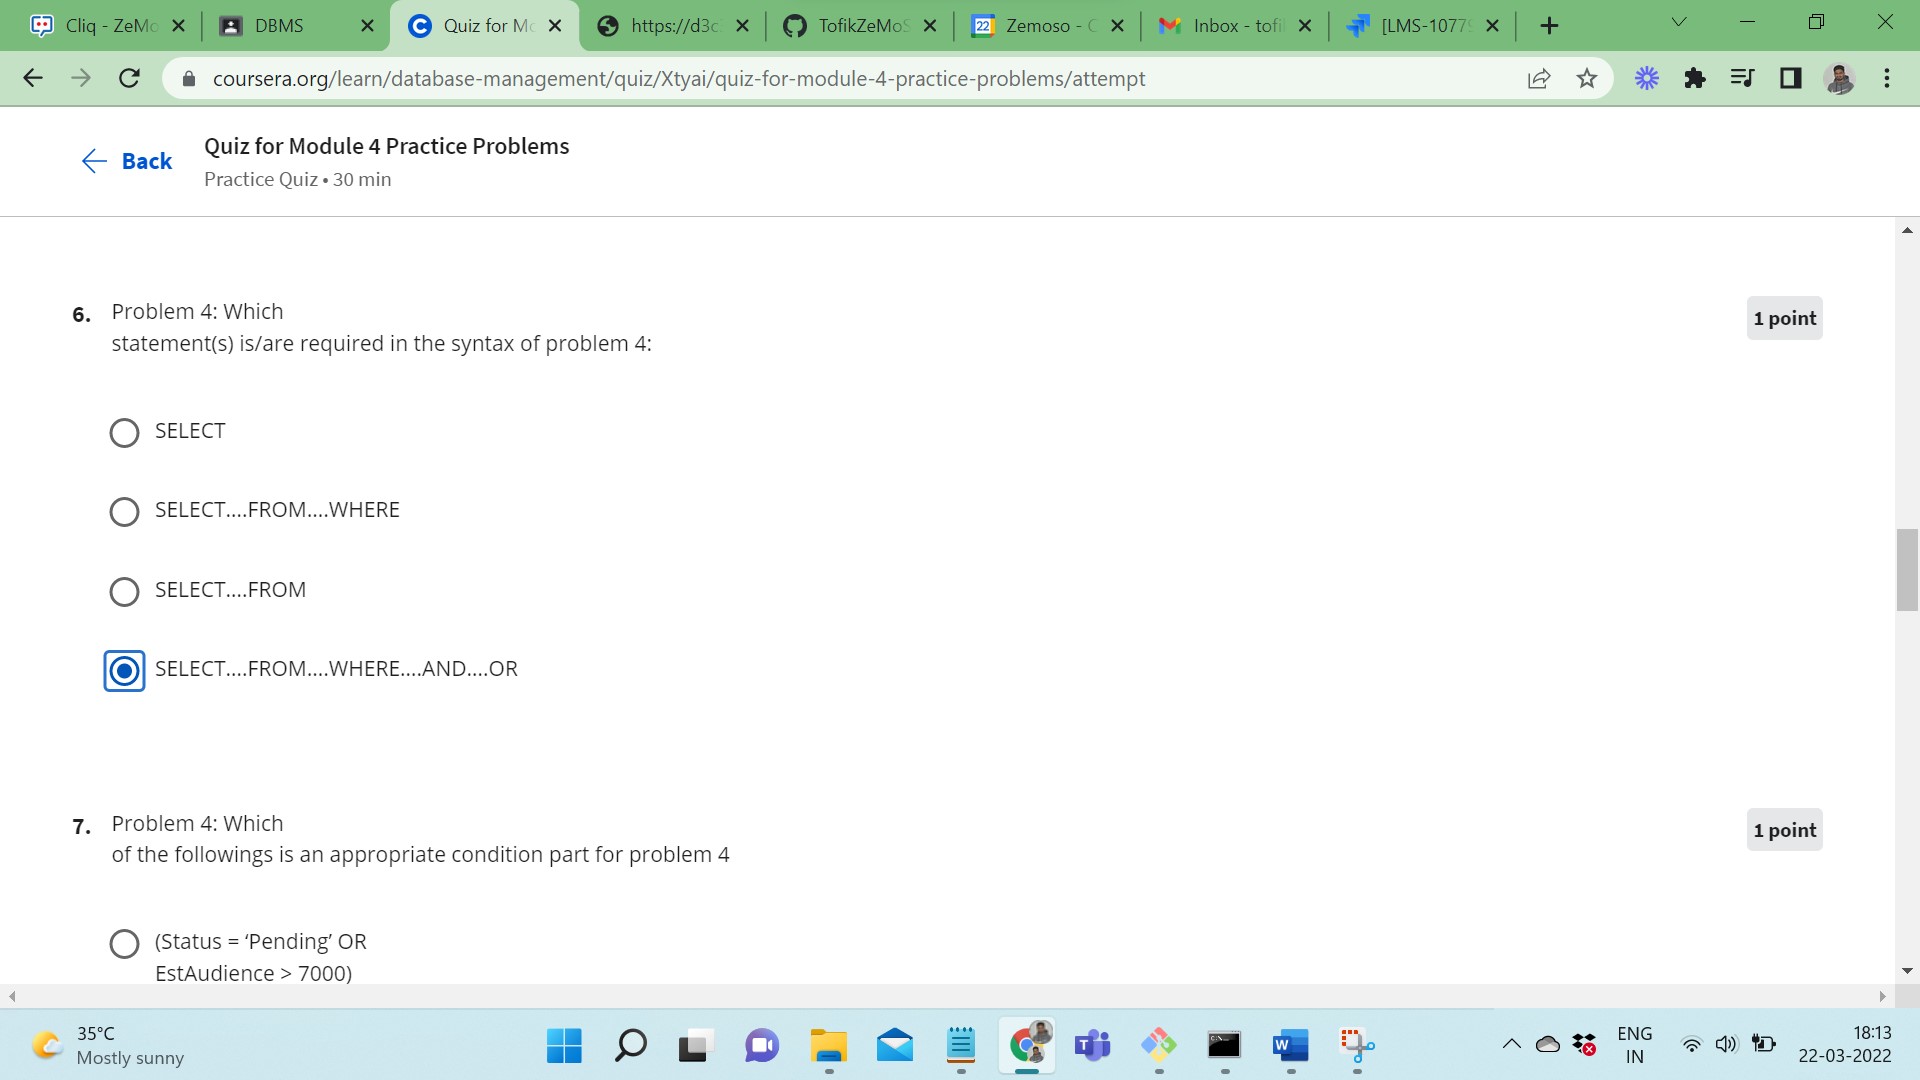 Cliq - ZeMo
DBMS
Quiz for Mo
https://d3c
TofikZeMoS
22
Zemoso - C
Inbox - tofi
[LMS-10779
coursera.org/learn/database-management/quiz/Xtyai/quiz-for-module-4-practice-problems/attempt
Back
Quiz for Module 4 Practice Problems
Practice Quiz • 30 min
6. Problem 4: Which
statement(s) is/are required in the syntax of problem 4:
1 point
SELECT
SELECT....FROM....WHERE
SELECT....FROM
SELECT....FROM....WHERE....AND....OR
7. Problem 4: Which
of the followings is an appropriate condition part for problem 4
1 point
(Status = ‘Pending’ OR
EstAudience > 7000)
35°C
Mostly sunny
ENG
IN
18:13
22-03-2022